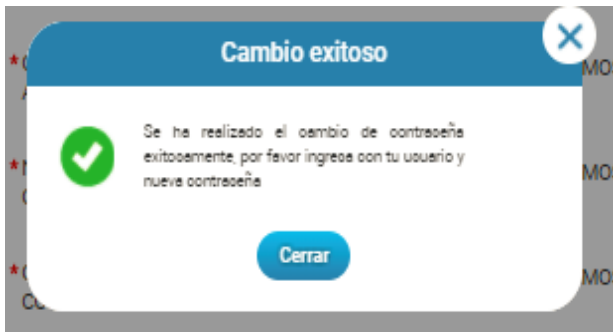 Cambio exitoso
Se ha realizado el cambio de contraseña
exitosamente, por favor ingresa con tu usuario y
nueva contraseña
Cerrar